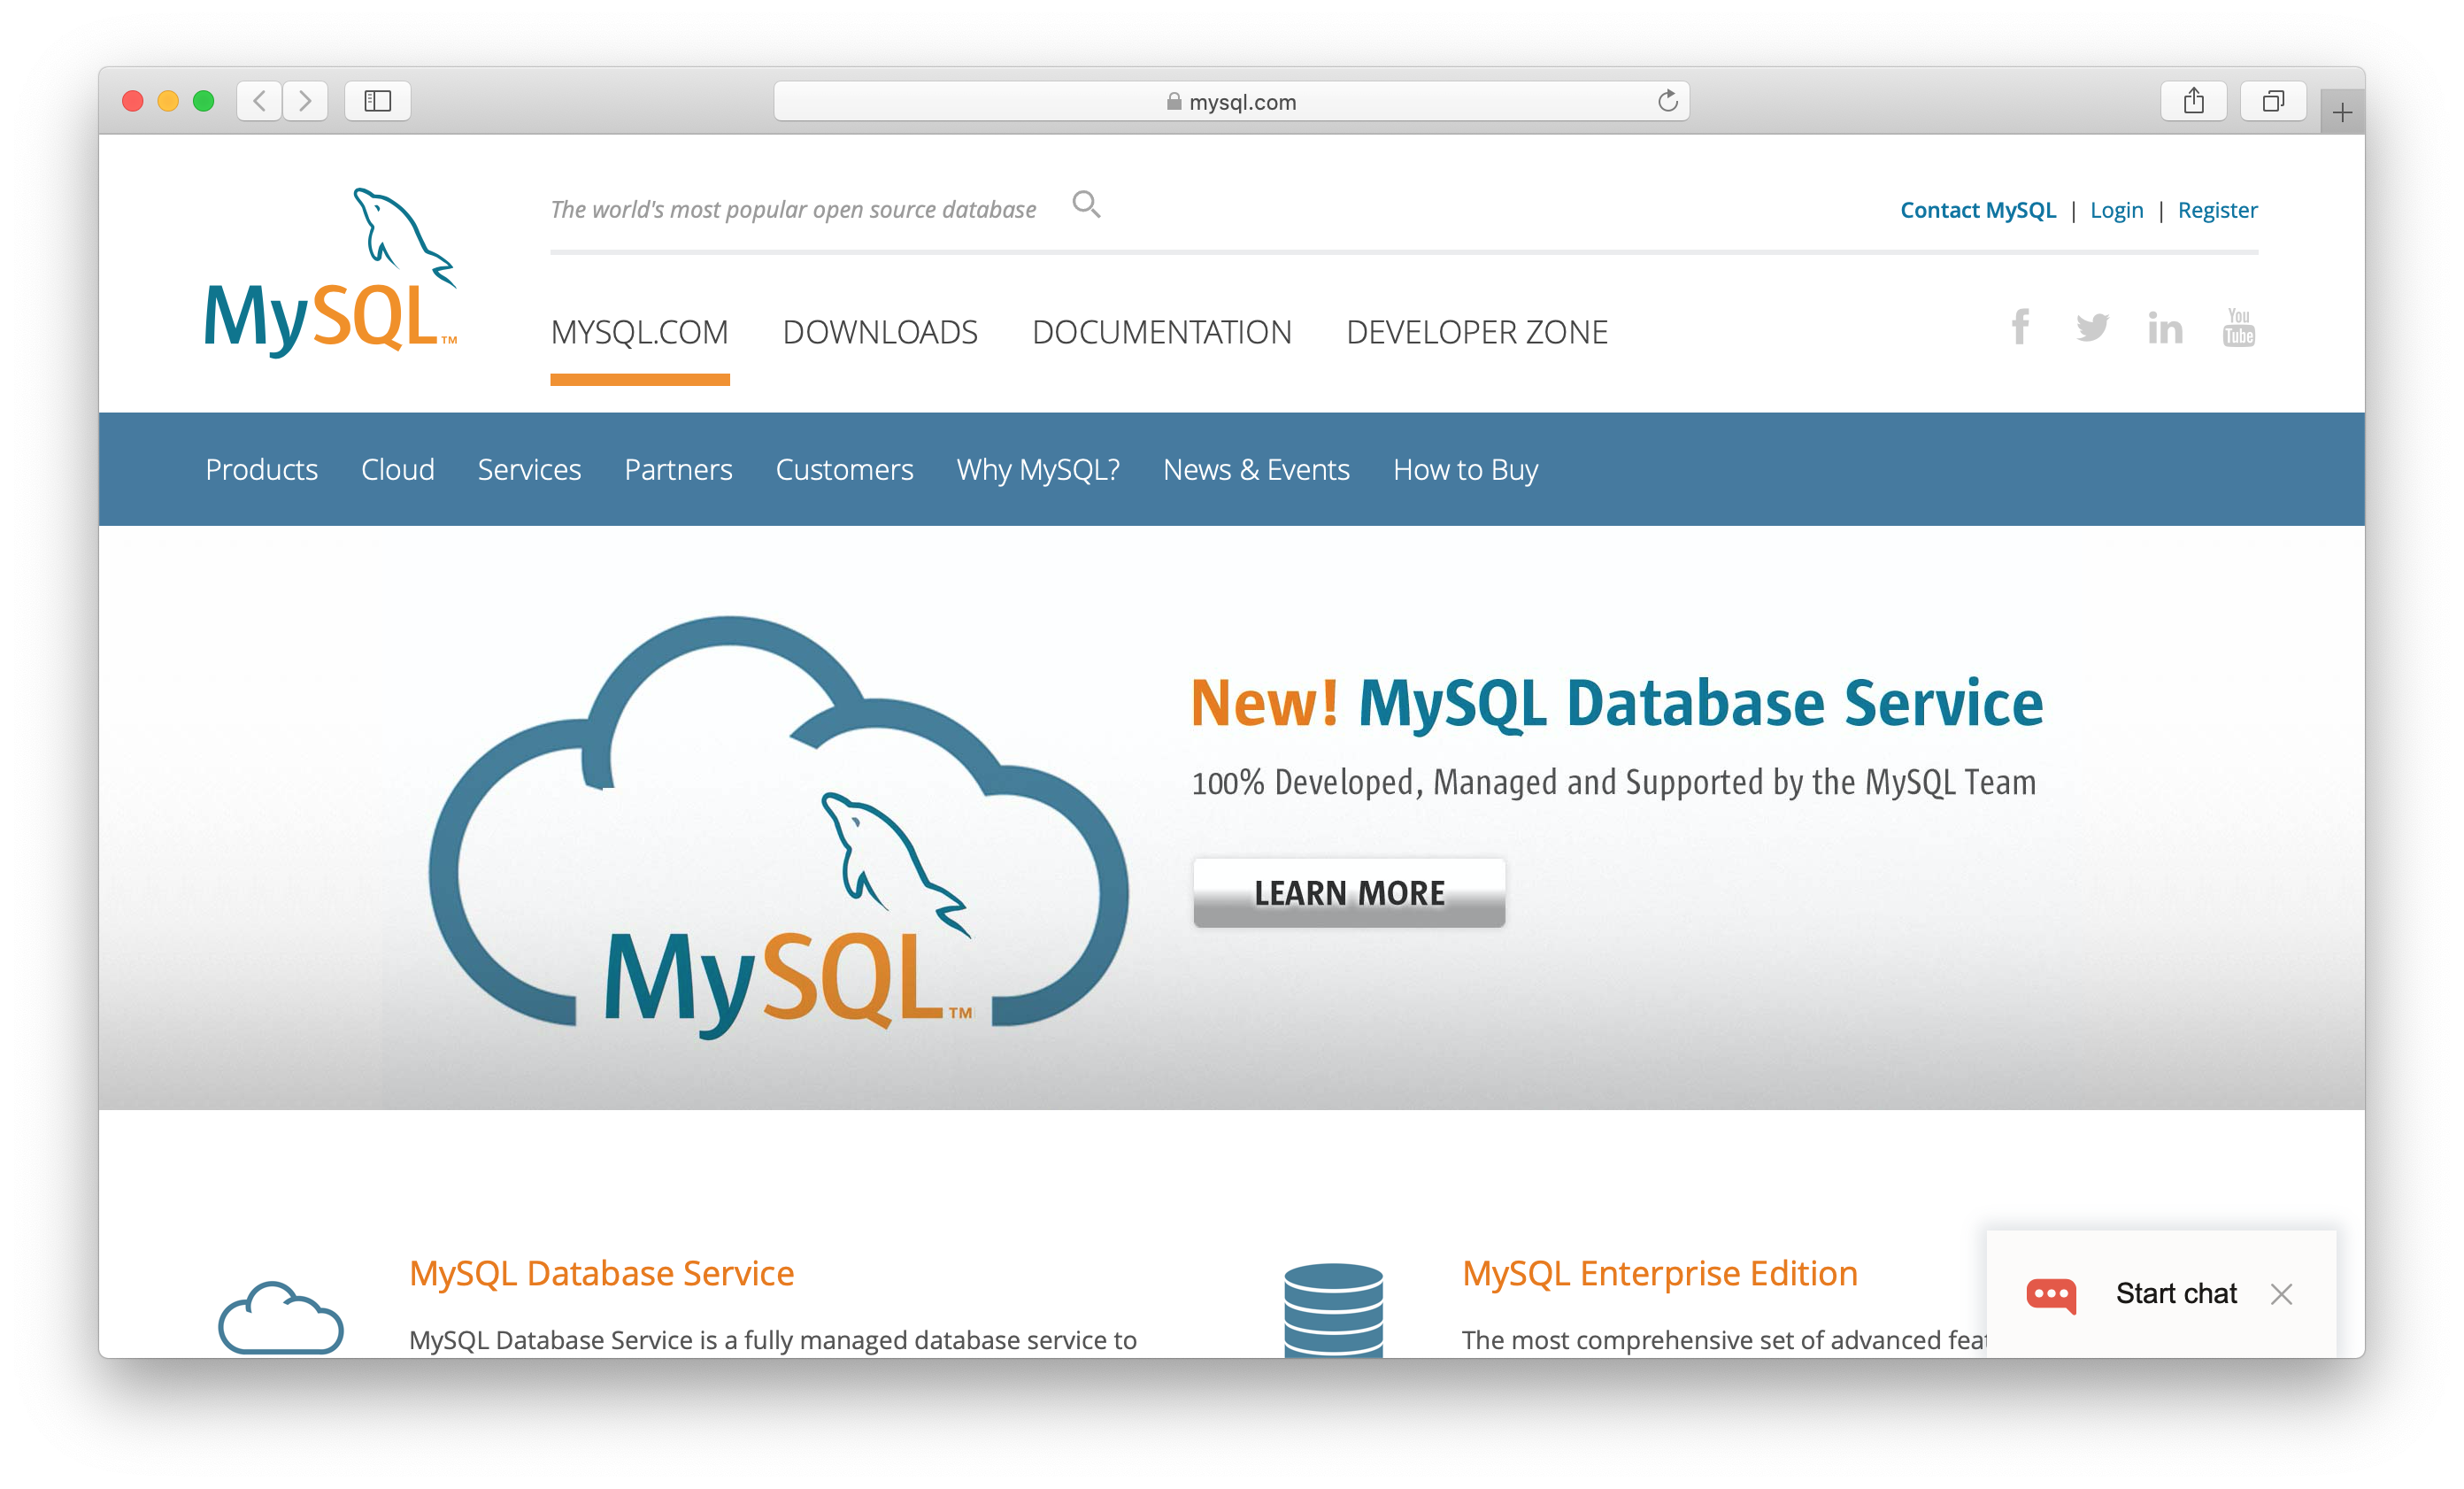 mysql.com
The world's most popular open source database
Contact MySQL | Login | Register
MySQL™
MYSQL.COM DOWNLOADS DOCUMENTATION DEVELOPER ZONE
You Tube
Products Cloud Services Partners Customers Why MySQL? News & Events How to Buy
New! MySQL Database Service
100% Developed, Managed and Supported by the MySQL Team
LEARN MORE
MySQL™
MySQL Database Service
MySQL Database Service is a fully managed database service to
MySQL Enterprise Edition
The most comprehensive set of advanced
Start chat